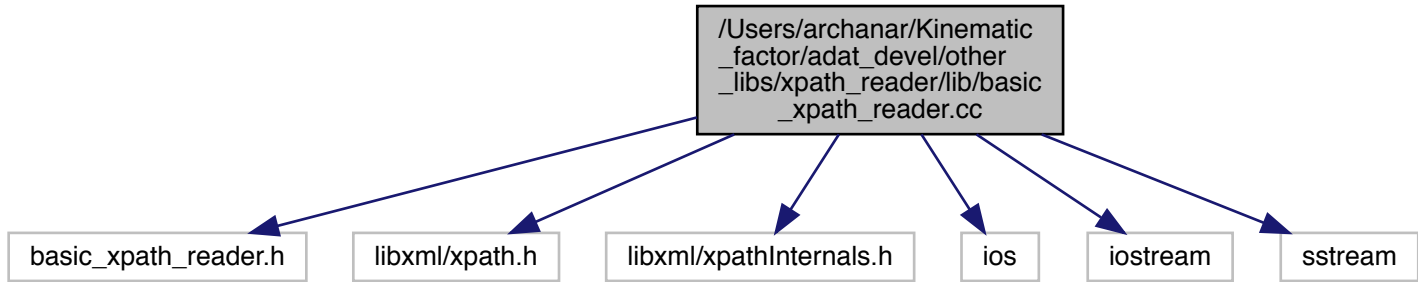 /Users/archanar/Kinematic
_factor/adat_devel/other
_libs/xpath_reader/lib/basic
_xpath_reader.cc
basic_xpath_reader.h
libxml/xpath.h
libxml/xpathInternals.h
ios
iostream
sstream